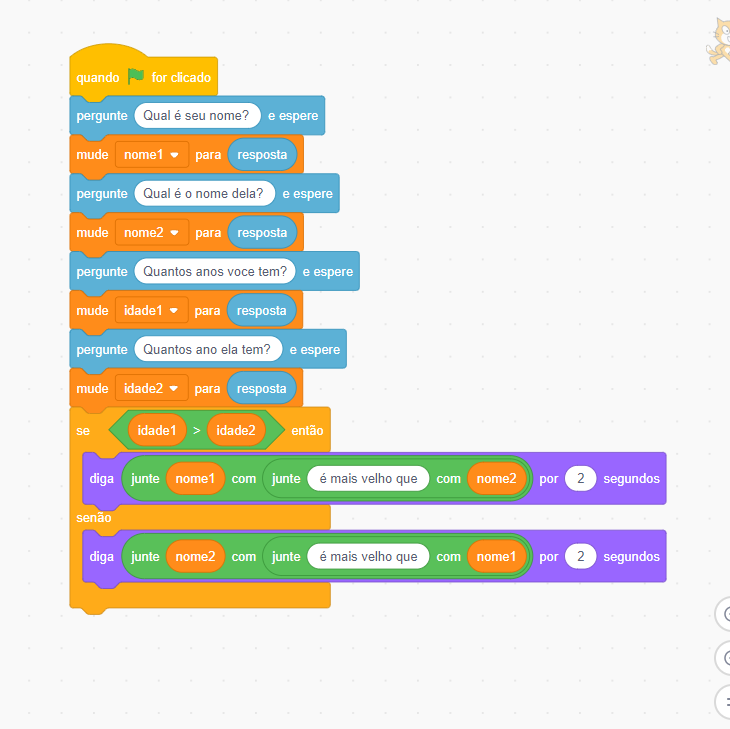 quando for clicado
pergunte Qual é seu nome? e espere
mude nome1 para resposta
pergunte Qual é o nome dela? e espere
mude nome2 para resposta
pergunte Quantos anos voce tem? e espere
mude idade1 para resposta
pergunte Quantos ano ela tem? e espere
mude idade2 para resposta
se idade1 > idade2 então
diga junte nome1 com junte é mais velho que com nome2 por 2 segundos
senão
diga junte nome2 com junte é mais velho que com nome1 por 2 segundos